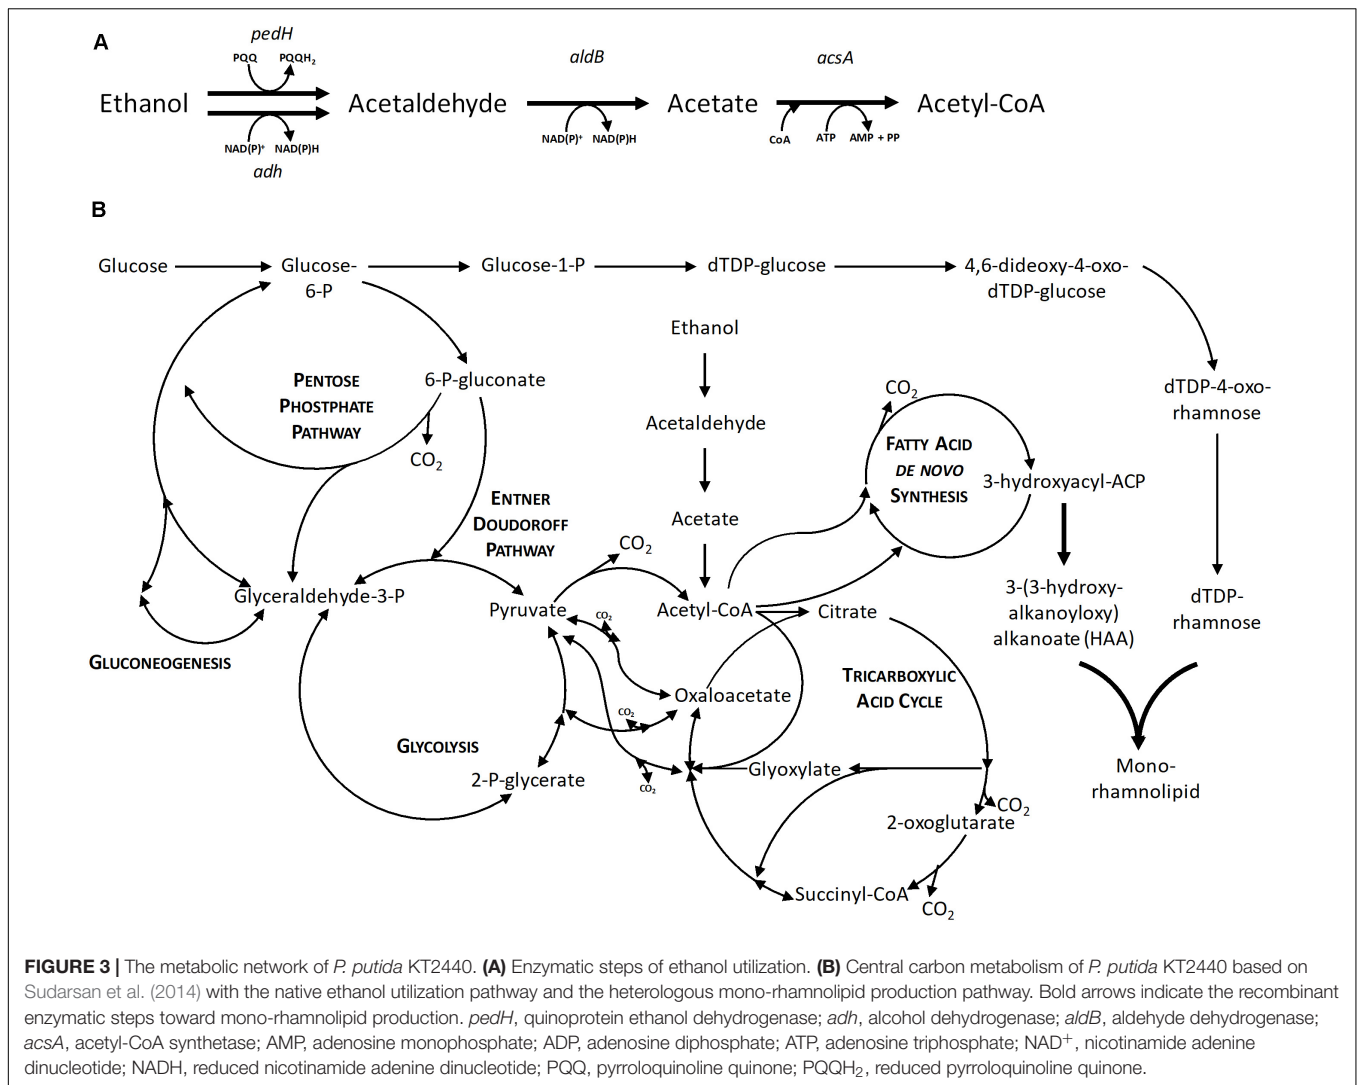 A
pedH
PQQ PQQH2
aldB
acsA
Ethanol
Acetaldehyde
Acetate
Acetyl-CoA
NAD(P)+ NAD(P)H
adh
NAD(P)+ NAD(P)H
CoA
ATP
AMP + PP
B
Glucose
Glucose-
6-P
Glucose-1-P
dTDP-glucose
4,6-dideoxy-4-oxo-
dTDP-glucose
Ethanol
6-P-gluconate
PENTOSE
PHOSTPHATE
PATHWAY
CO2
CO2
dTDP-4-oxo-
rhamnose
Acetaldehyde
FATTY ACID
DE NOVO
SYNTHESIS
3-hydroxyacyl-ACP
ENTNER
DOUDOROFF
PATHWAY
Acetate
CO2
Glyceraldehyde-3-P
Pyruvate
CO2
Acetyl-CoA
Citrate
3-(3-hydroxy-
alkanoyloxy)
alkanoate (HAA)
dTDP-
rhamnose
GLUCONEOGENESIS
Oxaloacetate
TRICARBOXYLIC
ACID CYCLE
CO2
GLYCOLYSIS
2-P-glycerate
CO2
Glyoxylate
Mono-
rhamnolipid
CO2
2-oxoglutarate
Succinyl-CoA
CO2
FIGURE 3 | The metabolic network of P. putida KT2440. (A) Enzymatic steps of ethanol utilization. (B) Central carbon metabolism of P. putida KT2440 based on
Sudarsan et al. (2014) with the native ethanol utilization pathway and the heterologous mono-rhamnolipid production pathway. Bold arrows indicate the recombinant
enzymatic steps toward mono-rhamnolipid production. pedH, quinoprotein ethanol dehydrogenase; adh, alcohol dehydrogenase; aldB, aldehyde dehydrogenase;
acsA, acetyl-CoA synthetase; AMP, adenosine monophosphate; ADP, adenosine diphosphate; ATP, adenosine triphosphate; NAD+, nicotinamide adenine
dinucleotide; NADH, reduced nicotinamide adenine dinucleotide; PQQ, pyrroloquinoline quinone; PQQH2, reduced pyrroloquinoline quinone.